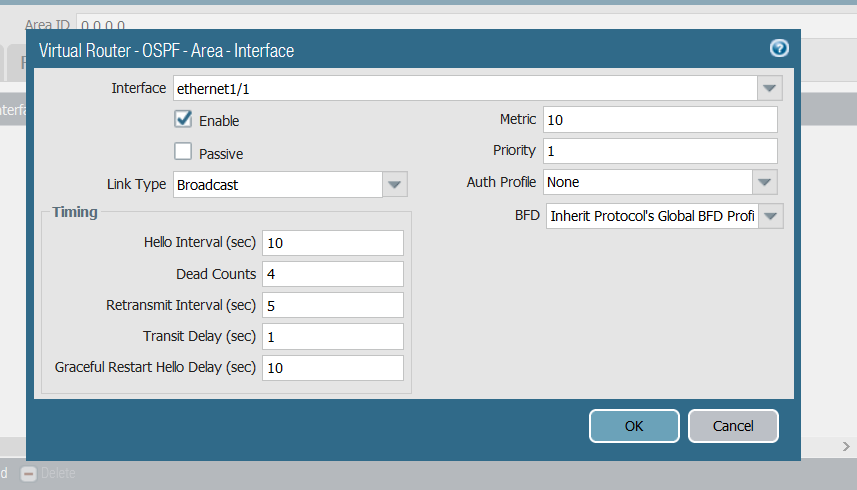 Area ID 0.0.0.0
Virtual Router - OSPF - Area - Interface
Interface ethernet1/1
Enable
Metric 10
Passive
Priority 1
Link Type Broadcast
Auth Profile None
Timing
BFD Inherit Protocol's Global BFD Profi
Hello Interval (sec) 10
Dead Counts 4
Retransmit Interval (sec) 5
Transit Delay (sec) 1
Graceful Restart Hello Delay (sec) 10
OK Cancel
Delete